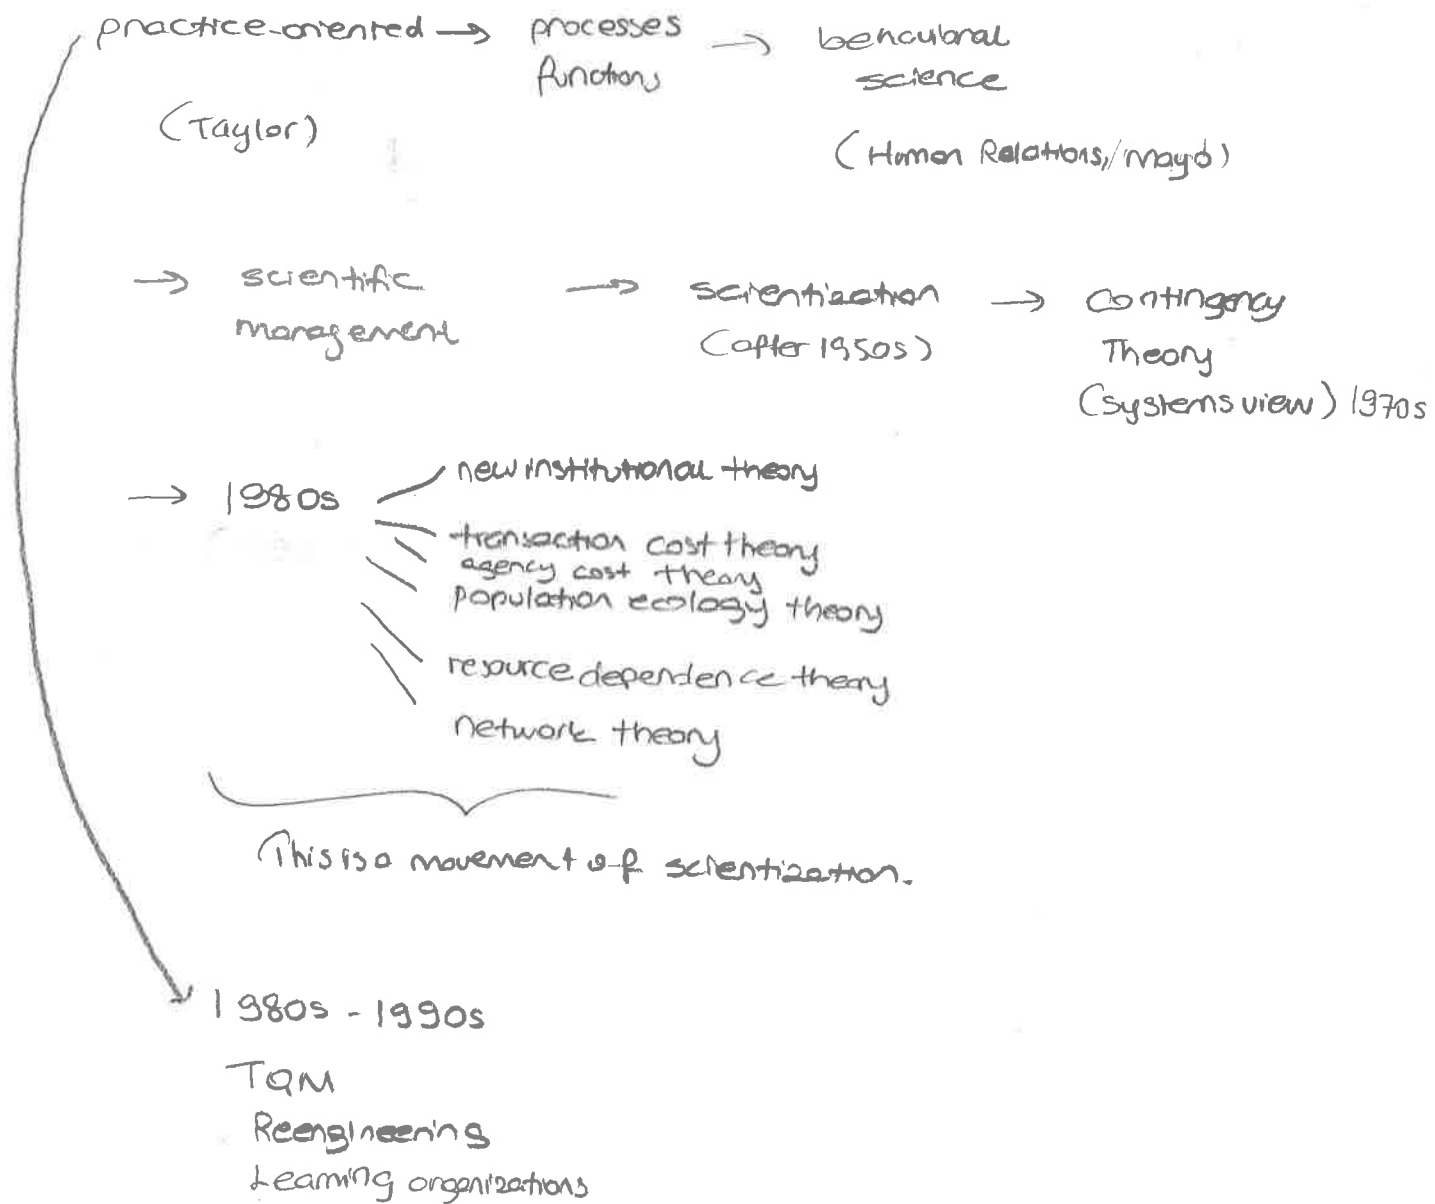 practice-oriented → processes → behavioral
functions science
(Taylor)
(Human Relations/Mayo)
→ scientific → scientization → contingency
management (after 1950s) Theory
(systems view) 1970s
→ 1980s
new institutional theory
transaction cost theory
agency cost theory
population ecology theory
resource dependence theory
network theory
This is a movement of scientization.
1980s - 1990s
TQM
Reengineering
Learning organizations